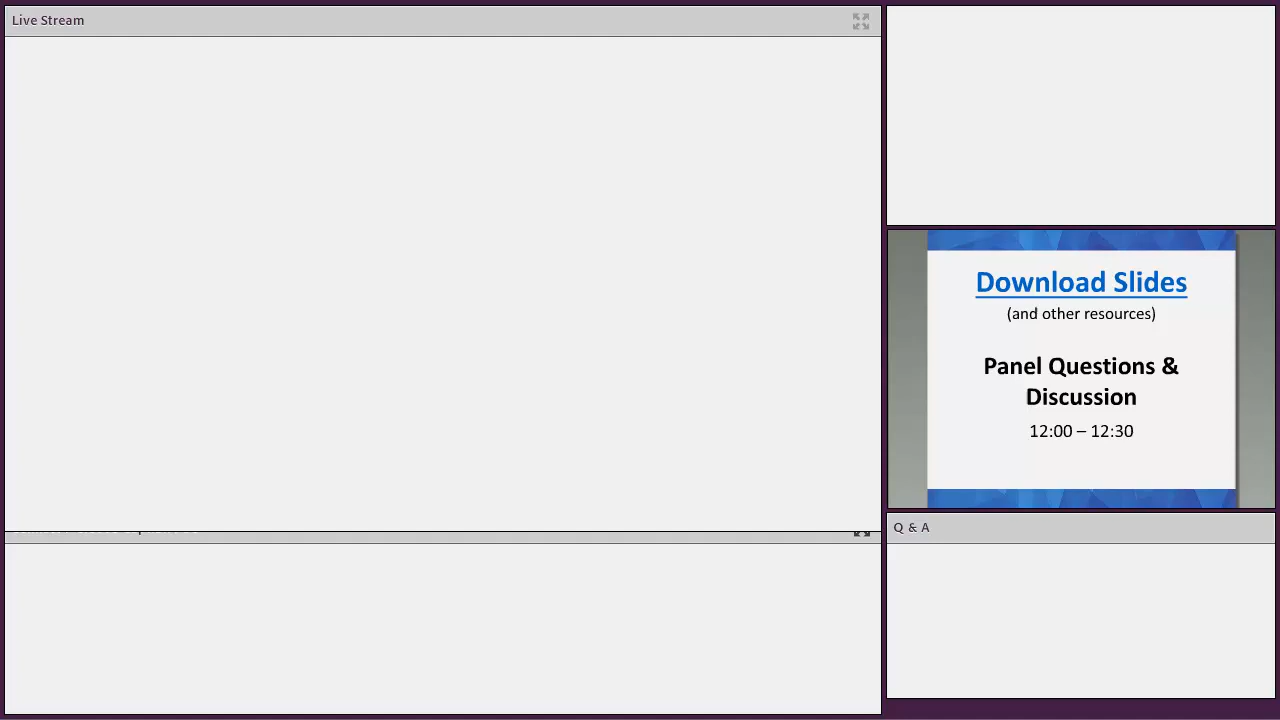 Live Stream
Download Slides
(and other resources)
Panel Questions &
Discussion
12:00 – 12:30
Q & A